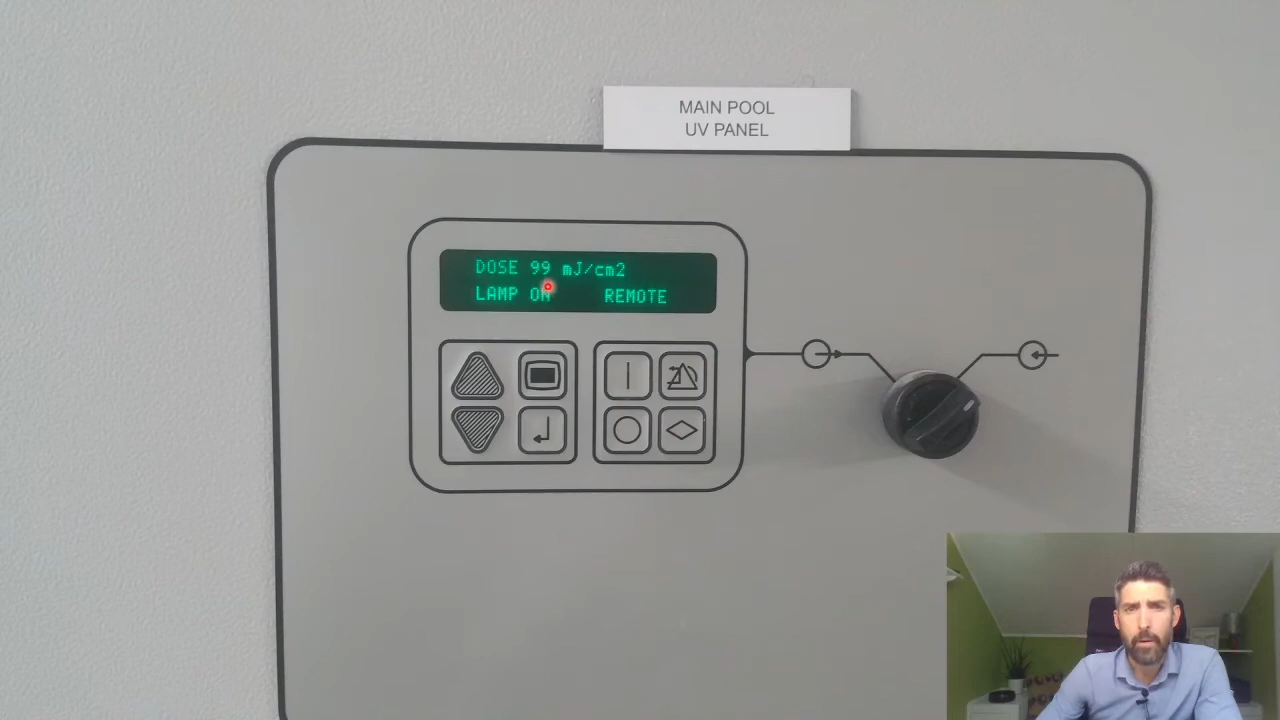 MAIN POOL
UV PANEL
DOSE 99 mJ/cm2
LAMP ON REMOTE